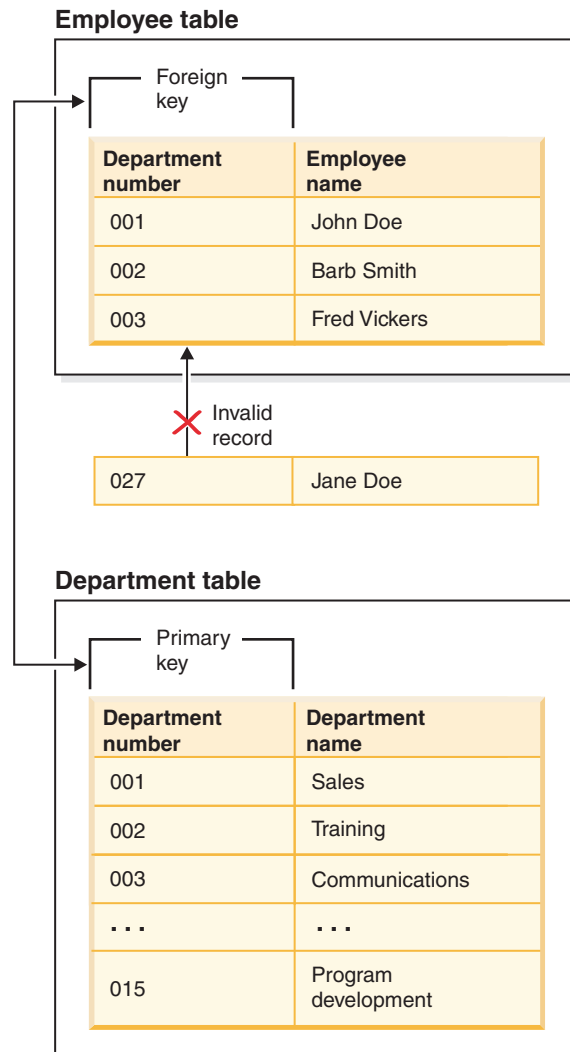 Employee table
Foreign
key
Department number
Employee name
001 John Doe
002 Barb Smith
003 Fred Vickers
Invalid
record
027 Jane Doe
Department table
Primary
key
Department number
Department name
001 Sales
002 Training
003 Communications
. . . . . .
015 Program development